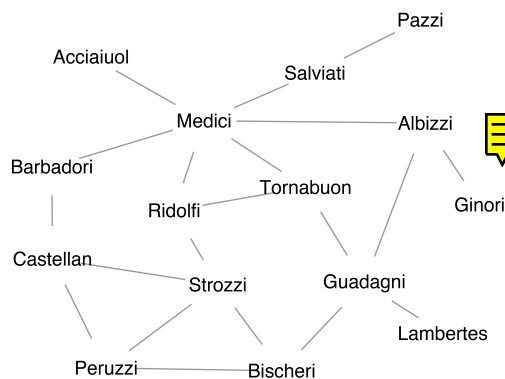 Pazzi
Acciaiuol
Salviati
Medici
Albizzi
Barbadori
Tornabuon
Ridolfi
Ginori
Castellan
Strozzi
Guadagni
Lambertes
Peruzzi
Bischeri